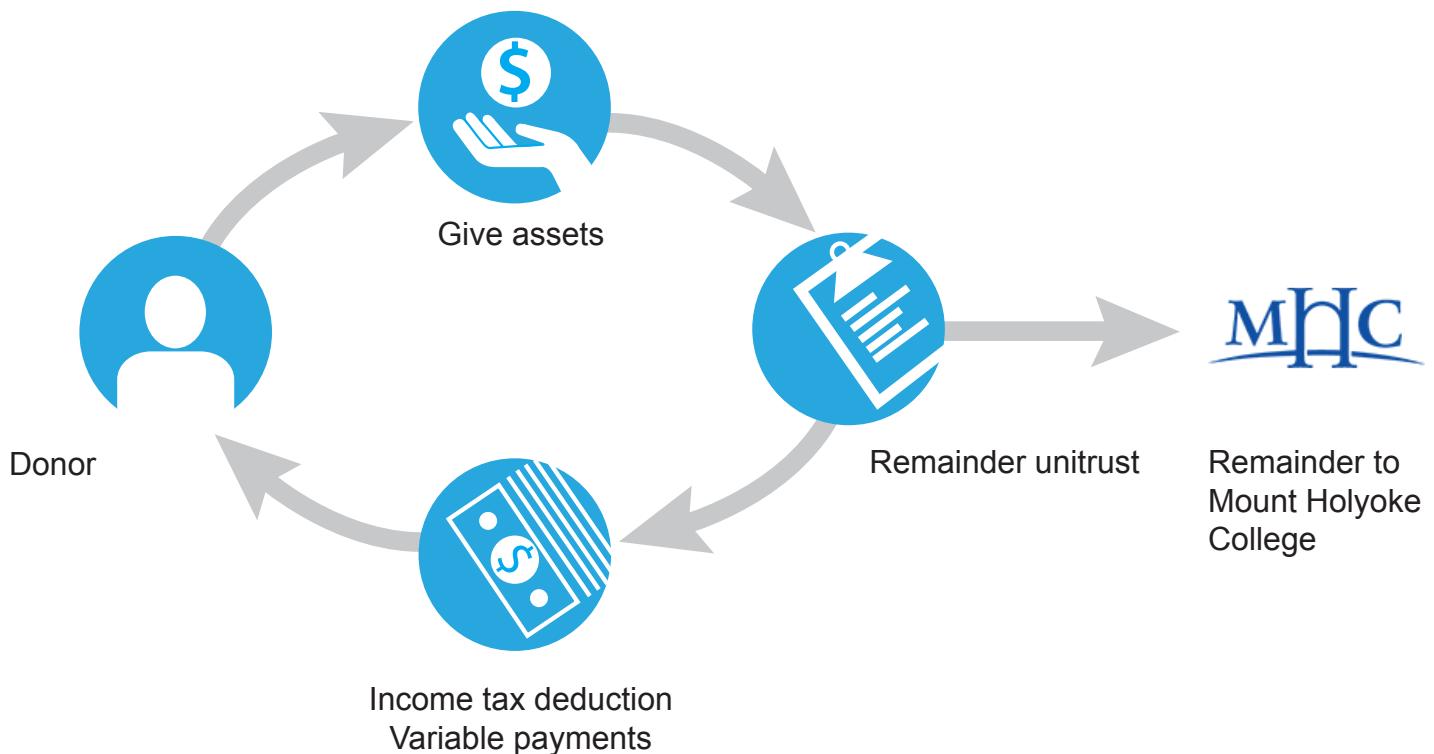 $
Give assets
MHC
Donor
Remainder unitrust
Remainder to
Mount Holyoke
College
$
Income tax deduction
Variable payments